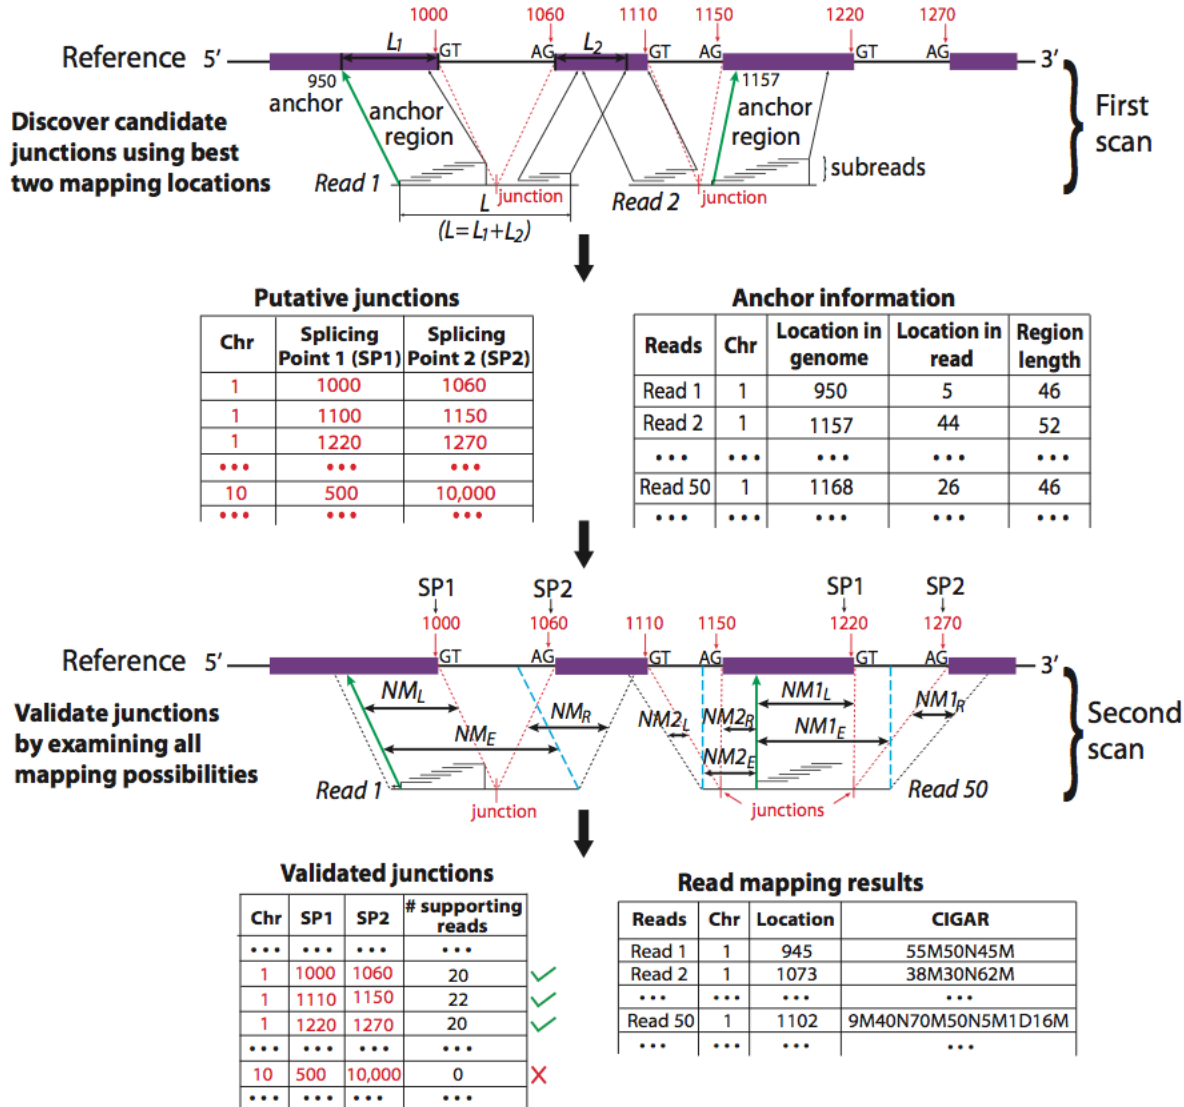 1000 1060 1110 1150 1220 1270
Reference 5' L1 GT AG L2 GT AG GT AG 3'
950 1157
anchor anchor region anchor region
First scan
Discover candidate
junctions using best
two mapping locations
Read 1 junction Read 2 junction subreads
L
(L=L1+L2)
Putative junctions
Chr Splicing Point 1 (SP1) Splicing Point 2 (SP2)
1 1000 1060
1 1100 1150
1 1220 1270
••• ••• •••
10 500 10,000
••• ••• •••
Anchor information
Reads Chr Location in genome Location in read Region length
Read 1 1 950 5 46
Read 2 1 1157 44 52
••• ••• ••• ••• •••
Read 50 1 1168 26 46
••• ••• ••• ••• •••
SP1 SP2 SP1 SP2
1000 1060 1110 1150 1220 1270
Reference 5' GT AG GT AG GT AG 3'
NML NMR NM2L NM2R NM1L NM1R
NME NM2E NM1E
Second scan
Validate junctions
by examining all
mapping possibilities
Read 1 junction junctions Read 50
Validated junctions
Chr SP1 SP2 # supporting reads
••• ••• ••• •••
1 1000 1060 20 ✓
1 1110 1150 22 ✓
1 1220 1270 20 ✓
••• ••• ••• •••
10 500 10,000 0 X
••• ••• ••• •••
Read mapping results
Reads Chr Location CIGAR
Read 1 1 945 55M50N45M
Read 2 1 1073 38M30N62M
••• ••• ••• •••
Read 50 1 1102 9M40N70M50N5M1D16M
••• ••• ••• •••